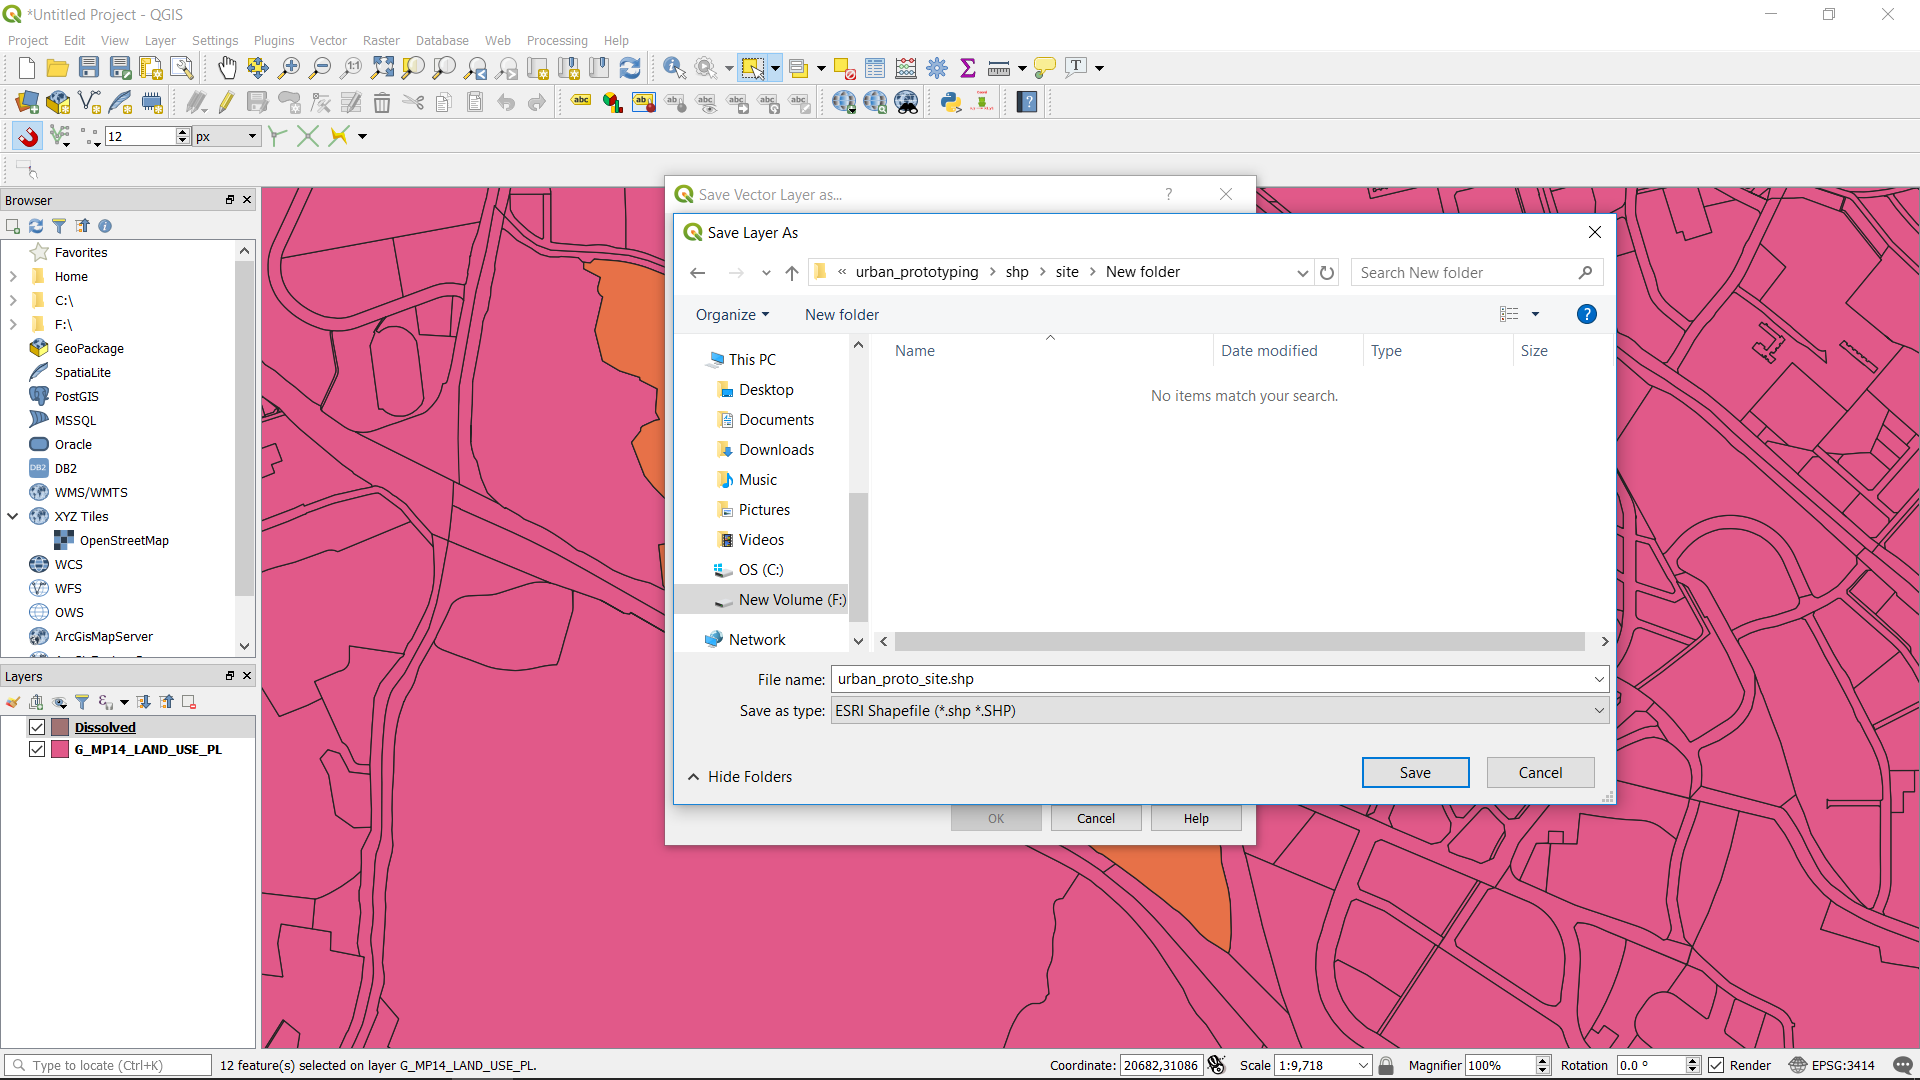 *Untitled Project - QGIS
Project Edit View Layer Settings Plugins Vector Raster Database Web Processing Help
12 px
Browser
Favorites
Home
C:\
F:\
GeoPackage
SpatiaLite
PostGIS
MSSQL
Oracle
DB2
WMS/WMTS
XYZ Tiles
OpenStreetMap
WCS
WFS
OWS
ArcGisMapServer
Layers
Dissolved
G_MP14_LAND_USE_PL
Save Vector Layer as...
Save Layer As
« urban_prototyping > shp > site > New folder
Search New folder
Organize New folder
This PC
Desktop
Documents
Downloads
Music
Pictures
Videos
OS (C:)
New Volume (F:)
Network
Name Date modified Type Size
No items match your search.
File name: urban_proto_site.shp
Save as type: ESRI Shapefile (*.shp *.SHP)
Hide Folders
Save Cancel
OK Cancel Help
Type to locate (Ctrl+K) 12 feature(s) selected on layer G_MP14_LAND_USE_PL. Coordinate: 20682,31086 Scale 1:9,718 Magnifier 100% Rotation 0.0 ° Render EPSG:3414